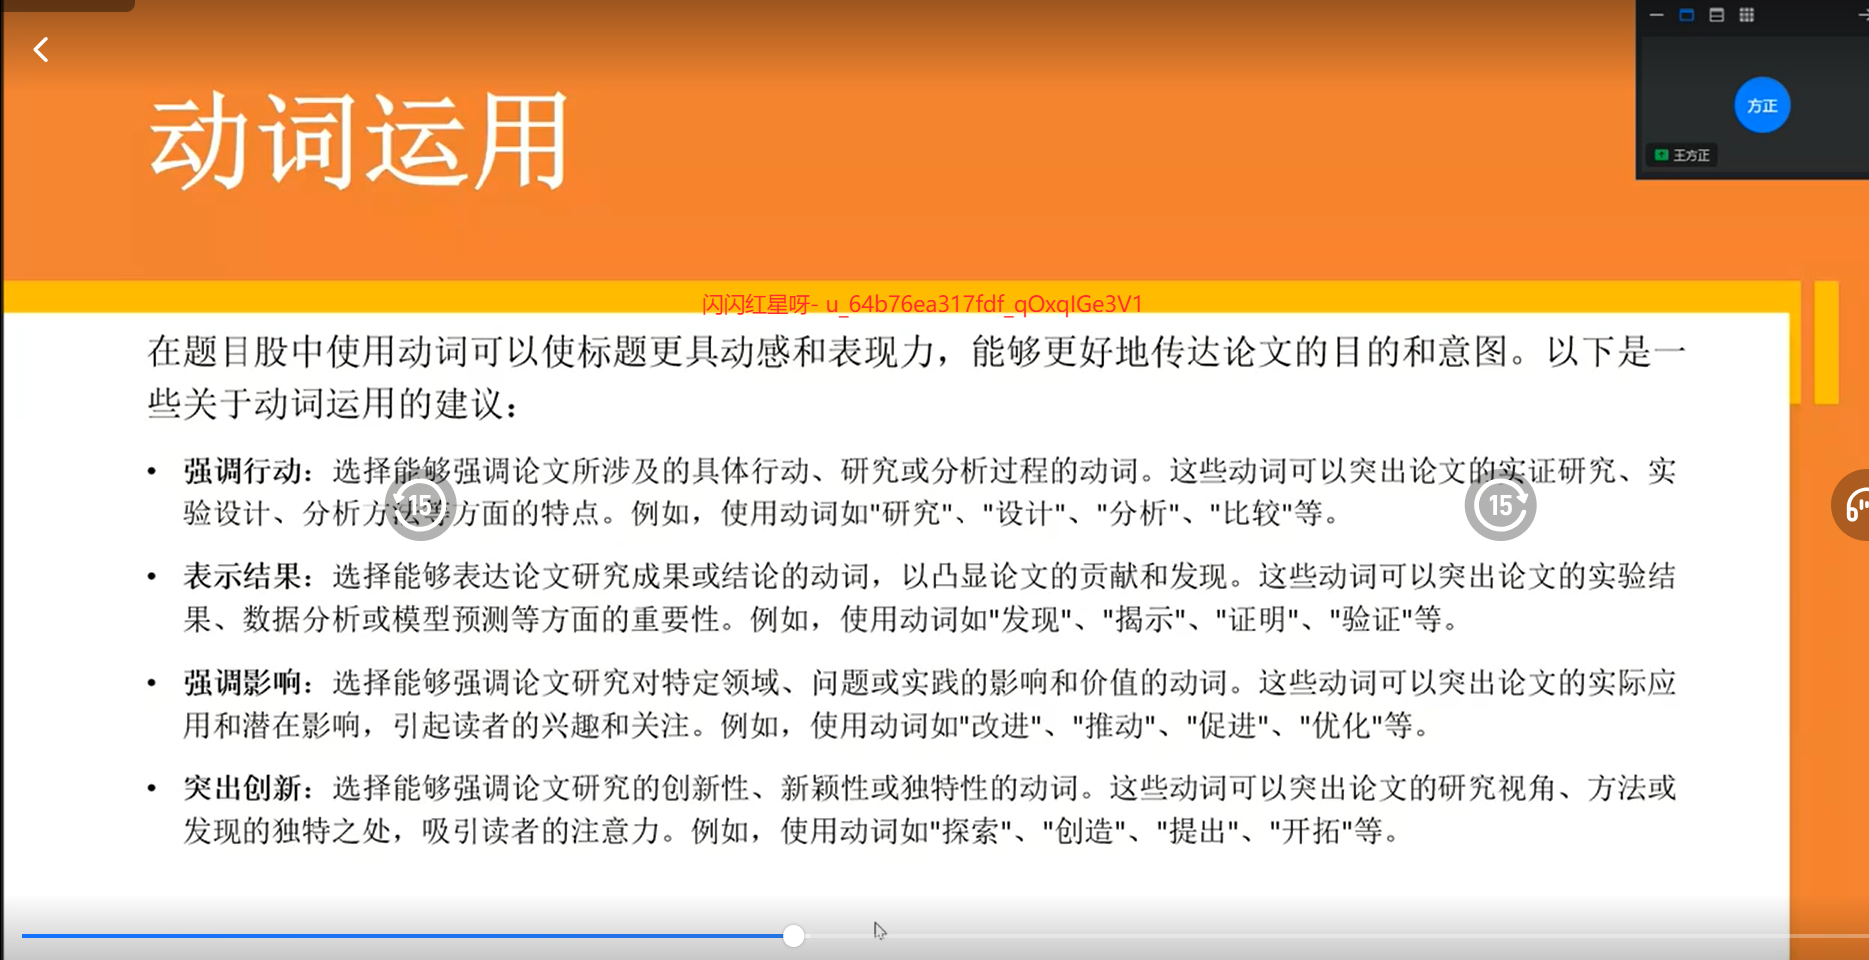 方正
王方正
动词运用
闪闪红星呀- u_64b76ea317fdf_qOxqIGe3V1
在题目股中使用动词可以使标题更具动感和表现力，能够更好地传达论文的目的和意图。以下是一
些关于动词运用的建议：
• 强调行动：选择能够强调论文所涉及的具体行动、研究或分析过程的动词。这些动词可以突出论文的实证研究、实
验设计、分析方法等方面的特点。例如，使用动词如"研究"、"设计"、"分析"、"比较"等。
15
15
• 表示结果：选择能够表达论文研究成果或结论的动词，以凸显论文的贡献和发现。这些动词可以突出论文的实验结
果、数据分析或模型预测等方面的重要性。例如，使用动词如"发现"、"揭示"、"证明"、"验证"等。
• 强调影响：选择能够强调论文研究对特定领域、问题或实践的影响和价值的动词。这些动词可以突出论文的实际应
用和潜在影响，引起读者的兴趣和关注。例如，使用动词如"改进"、"推动"、"促进"、"优化"等。
• 突出创新：选择能够强调论文研究的创新性、新颖性或独特性的动词。这些动词可以突出论文的研究视角、方法或
发现的独特之处，吸引读者的注意力。例如，使用动词如"探索"、"创造"、"提出"、"开拓"等。